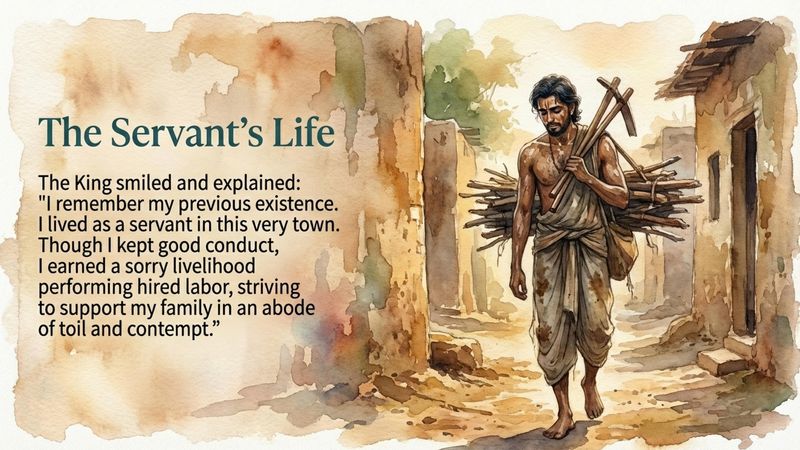 The Servant’s Life
The King smiled and explained:
"I remember my previous existence.
I lived as a servant in this very town.
Though I kept good conduct,
I earned a sorry livelihood
performing hired labor, striving
to support my family in an abode
of toil and contempt.”